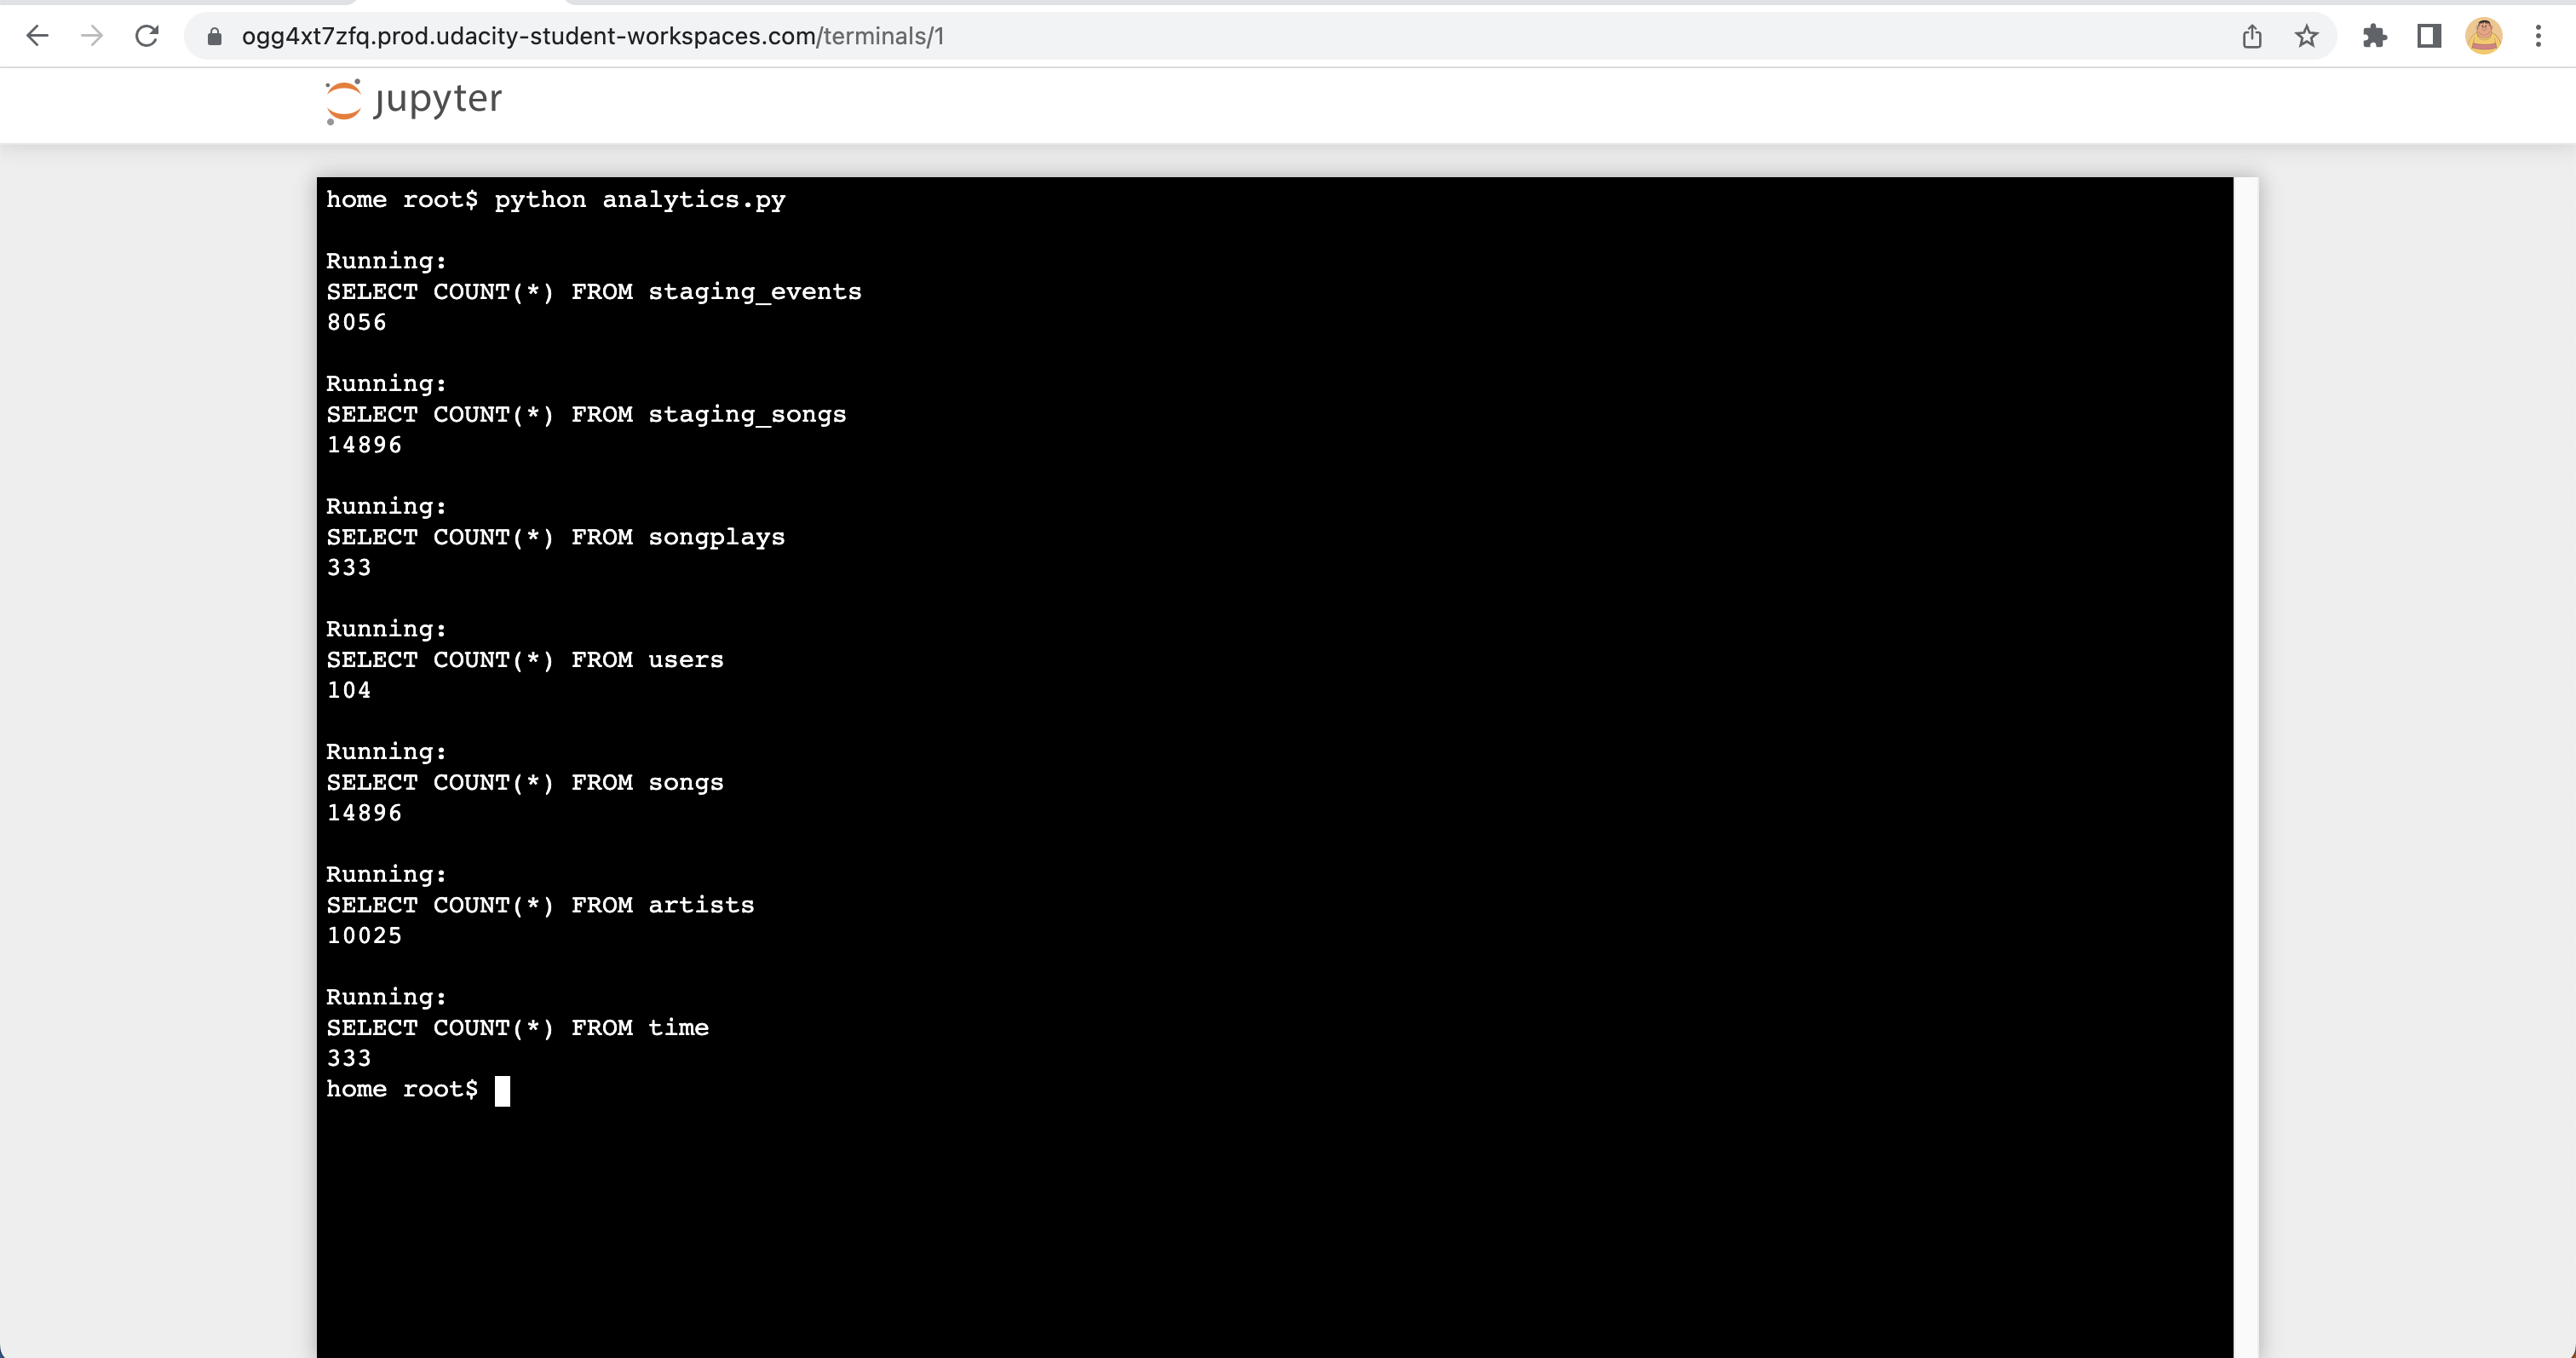 ogg4xt7zfq.prod.udacity-student-workspaces.com/terminals/1
jupyter
home root$ python analytics.py
Running:
SELECT COUNT(*) FROM staging_events
8056
Running:
SELECT COUNT(*) FROM staging_songs
14896
Running:
SELECT COUNT(*) FROM songplays
333
Running:
SELECT COUNT(*) FROM users
104
Running:
SELECT COUNT(*) FROM songs
14896
Running:
SELECT COUNT(*) FROM artists
10025
Running:
SELECT COUNT(*) FROM time
333
home root$